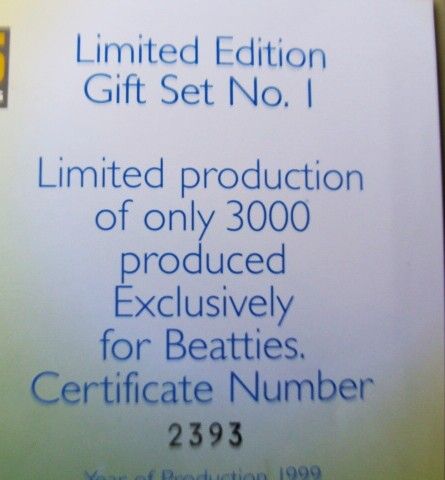 Limited Edition
Gift Set No. 1
Limited production
of only 3000
produced
Exclusively
for Beatties.
Certificate Number
2393
Year of Production 1999